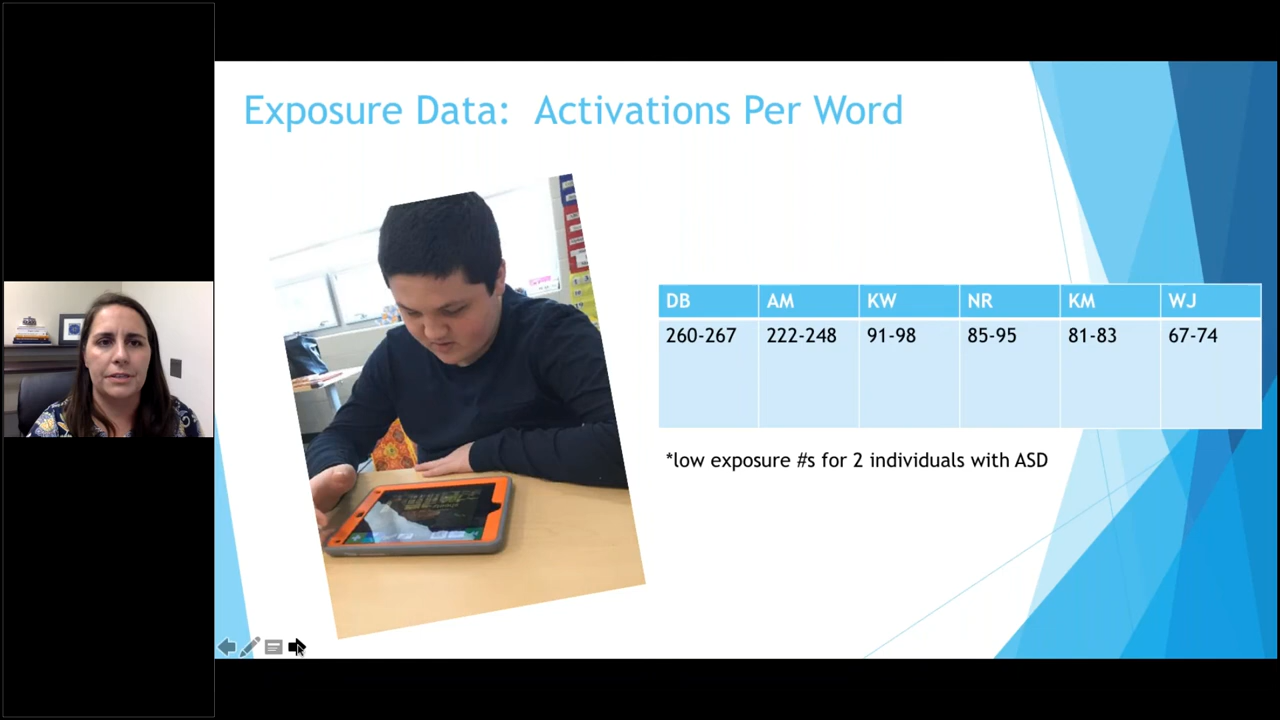 Exposure Data: Activations Per Word
DB AM KW NR KM WJ
260-267 222-248 91-98 85-95 81-83 67-74
*low exposure #s for 2 individuals with ASD